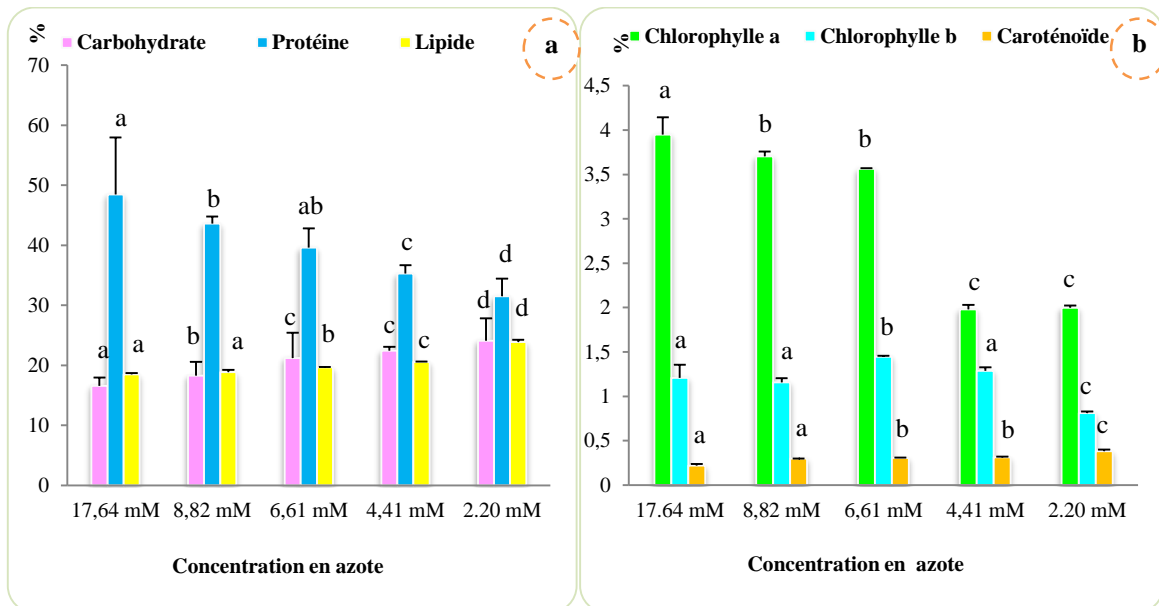 %
Carbohydrate Protéine Lipide
a
70
60
50
40
30
20
10
0
a
b
ab
c
d
a a
b a
c b
c c
d d
17,64 mM 8,82 mM 6,61 mM 4,41 mM 2.20 mM
Concentration en azote
%
Chlorophylle a Chlorophylle b Caroténoïde
b
4,5
4
3,5
3
2,5
2
1,5
1
0,5
0
a
b
b
c
c
a
a
b
a
c
a
a
b
b
c
17.64 mM 8,82 mM 6,61 mM 4,41 mM 2.20 mM
Concentration en azote